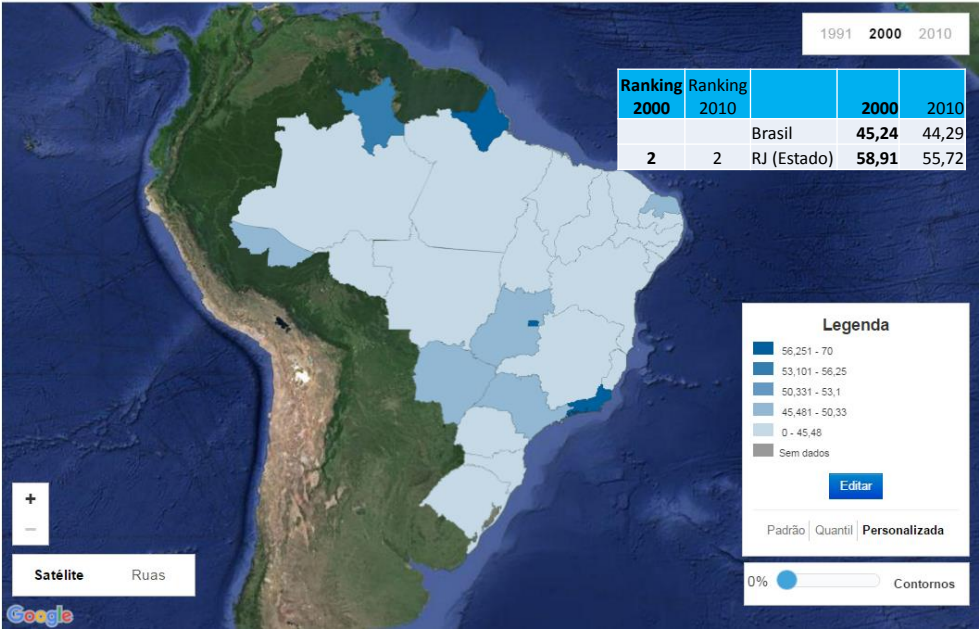 1991 2000 2010
Ranking 2000 Ranking 2010 2000 2010
Brasil 45,24 44,29
2 2 RJ (Estado) 58,91 55,72
Legenda
56,251 - 70
53,101 - 56,25
50,331 - 53,1
45,481 - 50,33
0 - 45,48
Sem dados
Editar
Padrão Quantil Personalizada
0% Contornos
+
−
Satélite Ruas
Google